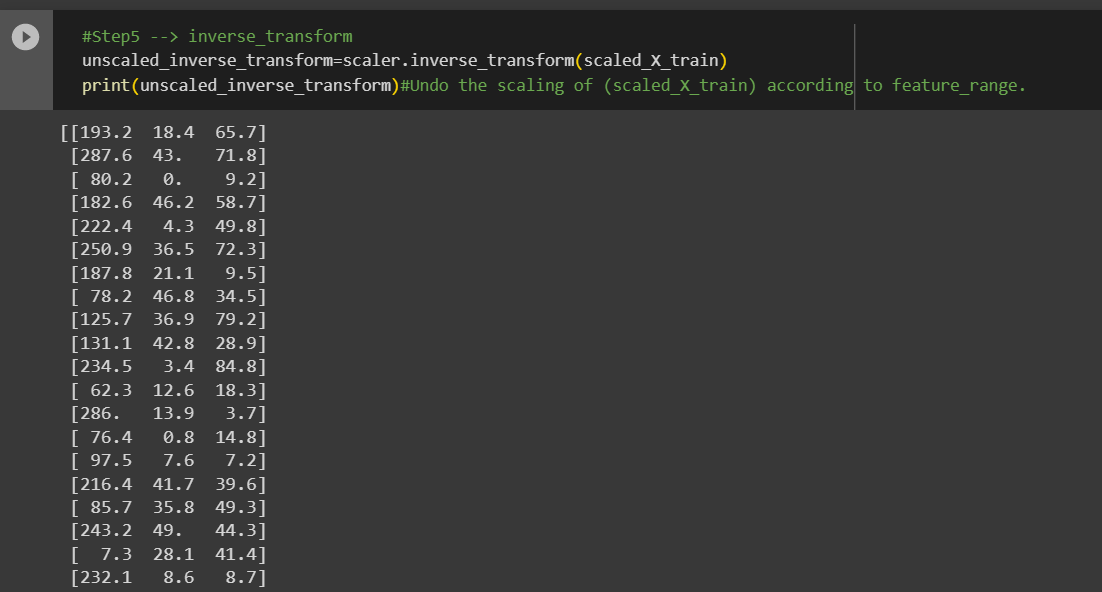 #Step5 --> inverse_transform
unscaled_inverse_transform=scaler.inverse_transform(scaled_X_train)
print(unscaled_inverse_transform)#Undo the scaling of (scaled_X_train) according to feature_range.
[[193.2  18.4  65.7]
 [287.6  43.   71.8]
 [ 80.2   0.    9.2]
 [182.6  46.2  58.7]
 [222.4   4.3  49.8]
 [250.9  36.5  72.3]
 [187.8  21.1   9.5]
 [ 78.2  46.8  34.5]
 [125.7  36.9  79.2]
 [131.1  42.8  28.9]
 [234.5   3.4  84.8]
 [ 62.3  12.6  18.3]
 [286.   13.9   3.7]
 [ 76.4   0.8  14.8]
 [ 97.5   7.6   7.2]
 [216.4  41.7  39.6]
 [ 85.7  35.8  49.3]
 [243.2  49.   44.3]
 [  7.3  28.1  41.4]
 [232.1   8.6   8.7]